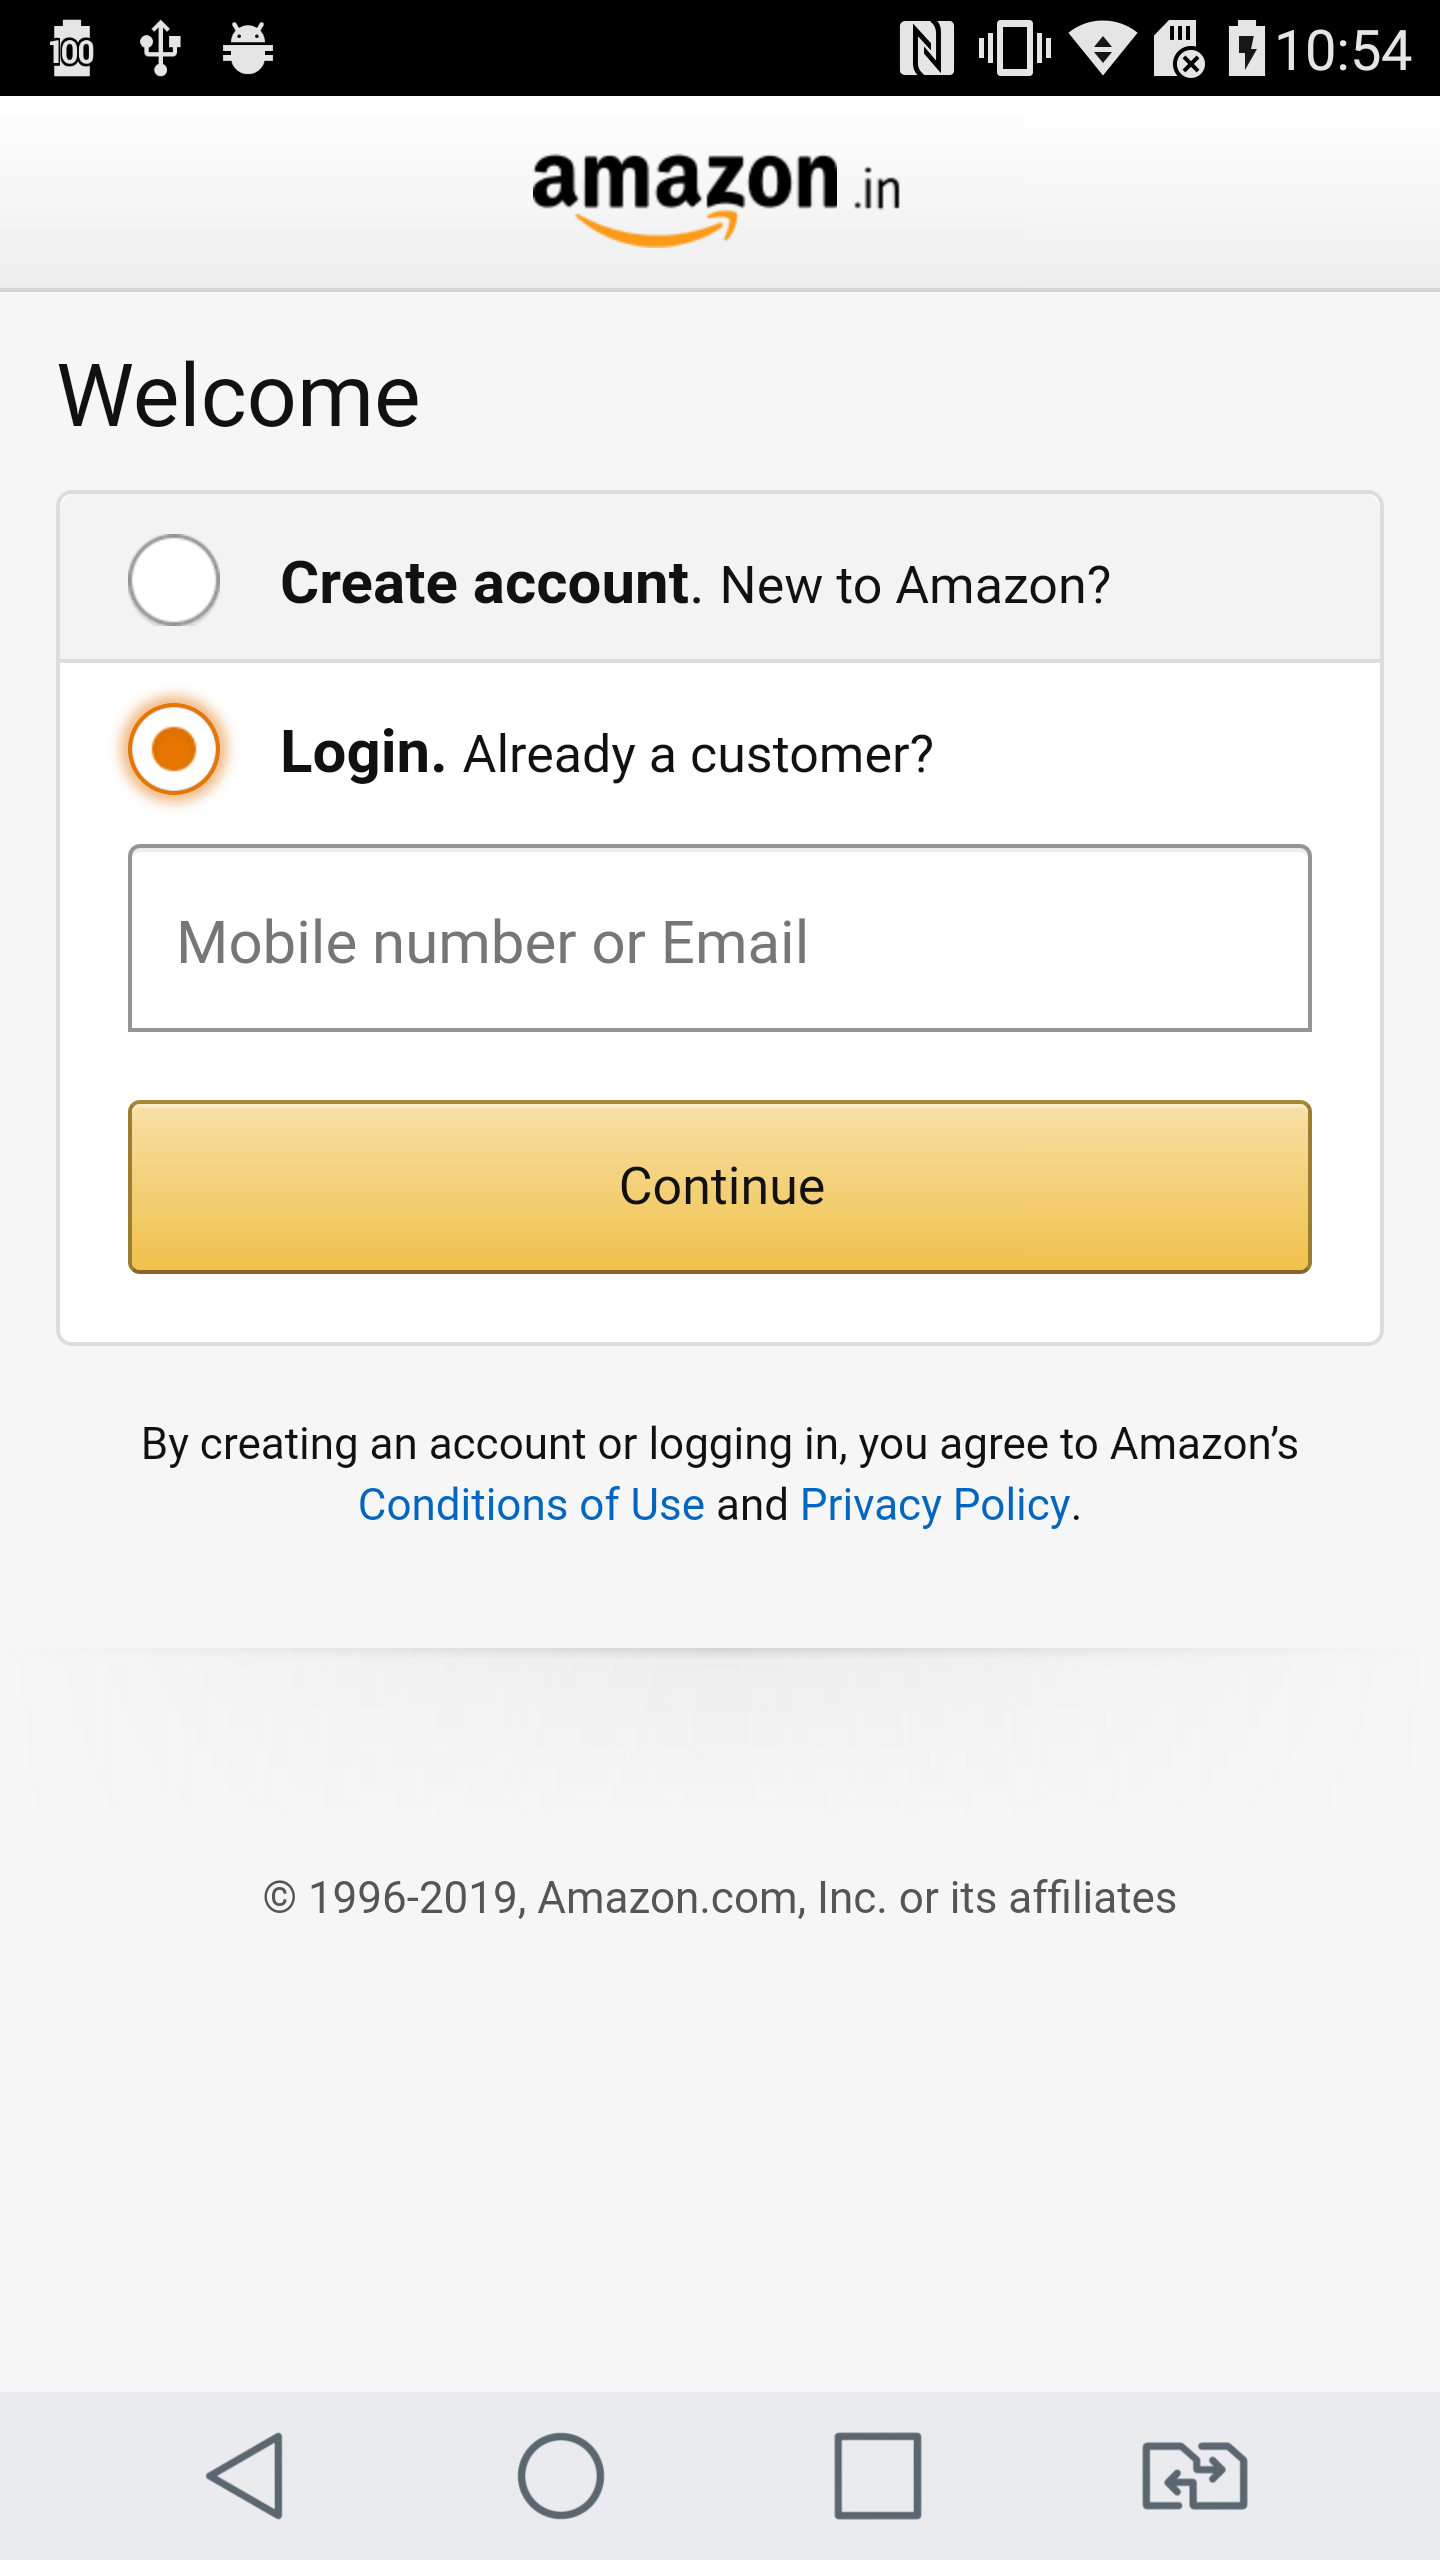 100
10:54
amazon .in
Welcome
Create account. New to Amazon?
Login. Already a customer?
Mobile number or Email
Continue
By creating an account or logging in, you agree to Amazon’s
Conditions of Use and Privacy Policy.
© 1996-2019, Amazon.com, Inc. or its affiliates